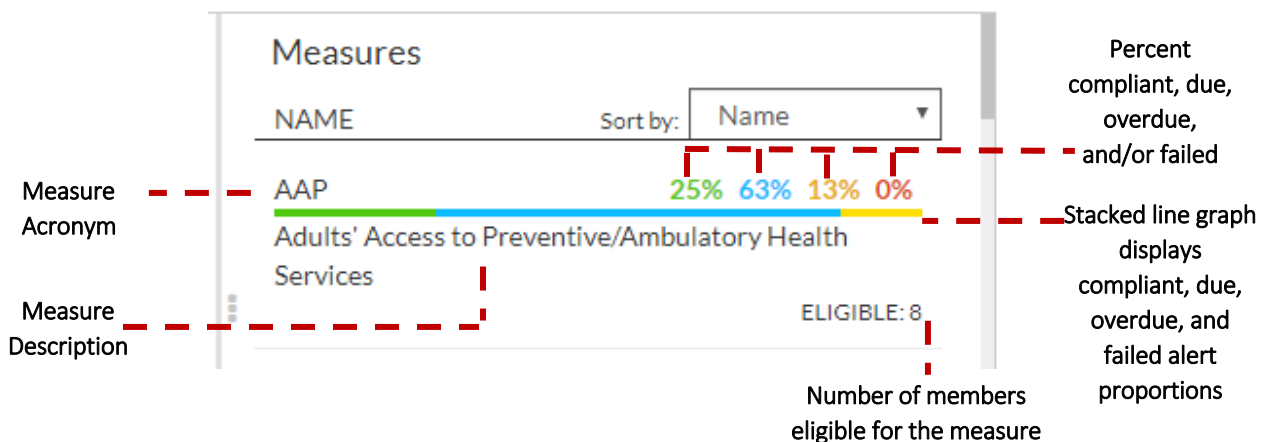 Measures
NAME
Sort by:
Name
AAP
25% 63% 13% 0%
Adults' Access to Preventive/Ambulatory Health
Services
ELIGIBLE: 8
Measure
Acronym
Measure
Description
Percent
compliant, due,
overdue,
and/or failed
Stacked line graph
displays
compliant, due,
overdue, and
failed alert
proportions
Number of members
eligible for the measure